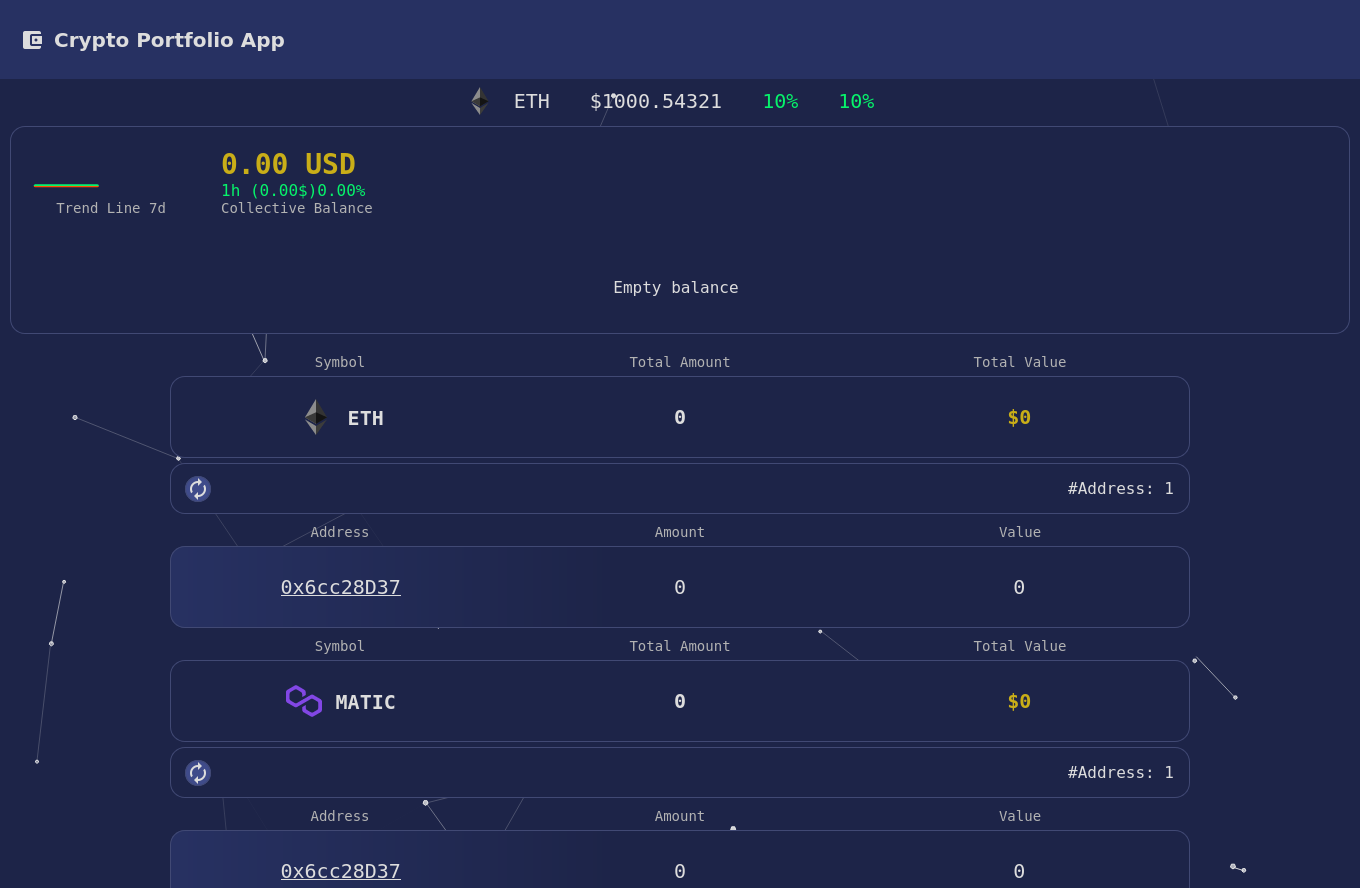 Crypto Portfolio App
ETH $1000.54321 10% 10%
0.00 USD
1h (0.00$)0.00%
Trend Line 7d Collective Balance
Empty balance
Symbol Total Amount Total Value
ETH 0 $0
#Address: 1
Address Amount Value
0x6cc28D37 0 0
Symbol Total Amount Total Value
MATIC 0 $0
#Address: 1
Address Amount Value
0x6cc28D37 0 0